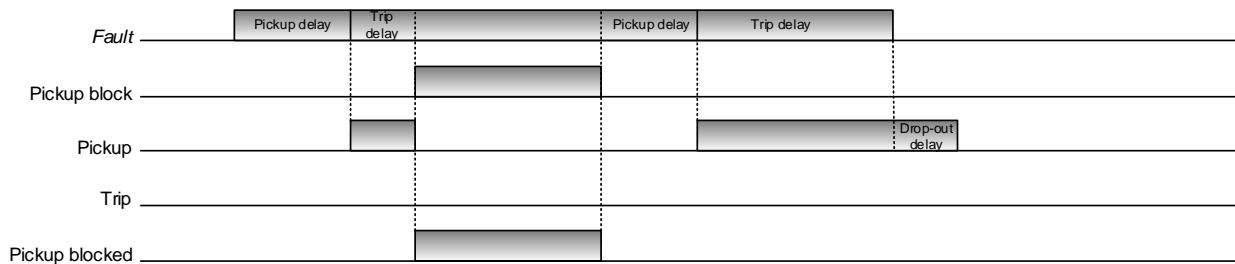 Fault
Pickup delay
Trip
delay
Pickup delay
Trip delay
Pickup block
Pickup
Drop-out
delay
Trip
Pickup blocked